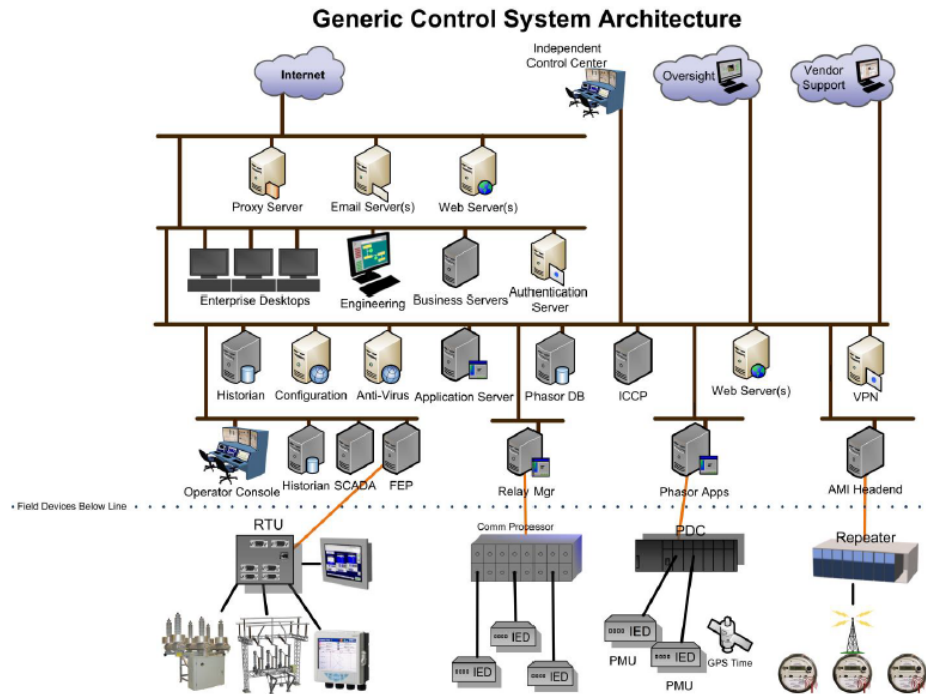 Generic Control System Architecture
Internet
Independent
Control Center
Oversight
Vendor
Support
Proxy Server
Email Server(s)
Web Server(s)
Enterprise Desktops
Engineering
Business Servers
Authentication
Server
Historian
Configuration
Anti-Virus
Application Server
Phasor DB
ICCP
Web Server(s)
VPN
Operator Console
Historian
SCADA
FEP
Relay Mgr
Phasor Apps
AMI Headend
Field Devices Below Line
RTU
Comm Processor
PDC
Repeater
IED
IED
IED
IED
IED
PMU
PMU
GPS Time